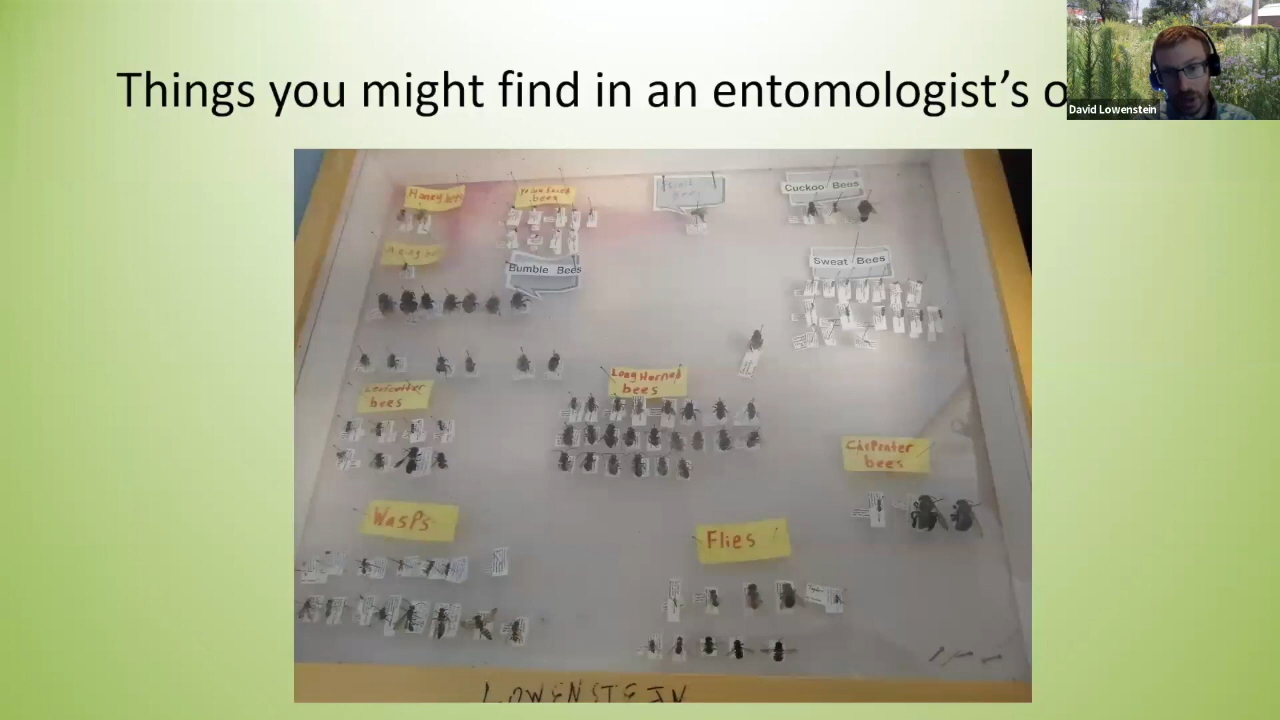 Things you might find in an entomologist's o
David Lowenstein
Honey bees
bees
Cuckoo Bees
Bumble Bees
Sweat Bees
Long Horned
bees
Leafcutter
bees
Carpenter
bees
Wasps
Flies
LOWENSTEIN